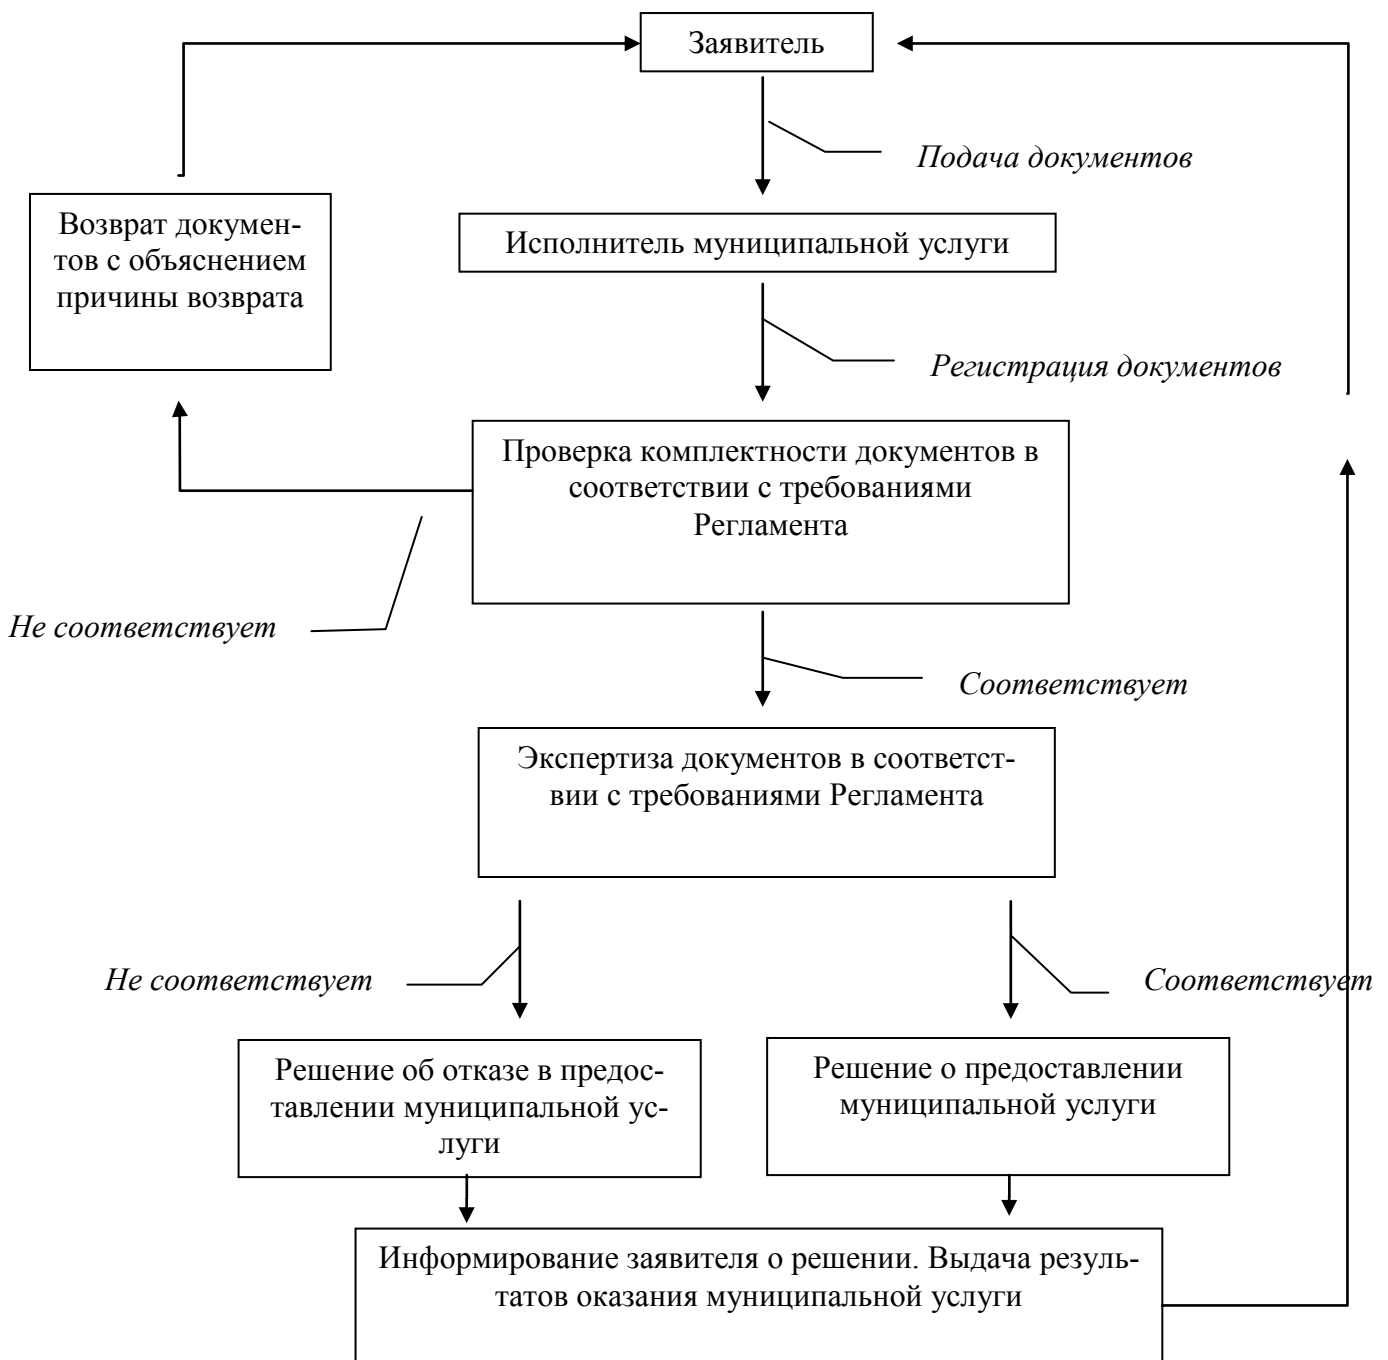 Заявитель
Подача документов
Возврат докумен-
тов с объяснением
причины возврата
Исполнитель муниципальной услуги
Регистрация документов
Проверка комплектности документов в
соответствии с требованиями
Регламента
Не соответствует
Соответствует
Экспертиза документов в соответст-
вии с требованиями Регламента
Не соответствует
Соответствует
Решение об отказе в предос-
тавлении муниципальной ус-
луги
Решение о предоставлении
муниципальной услуги
Информирование заявителя о решении. Выдача резуль-
татов оказания муниципальной услуги